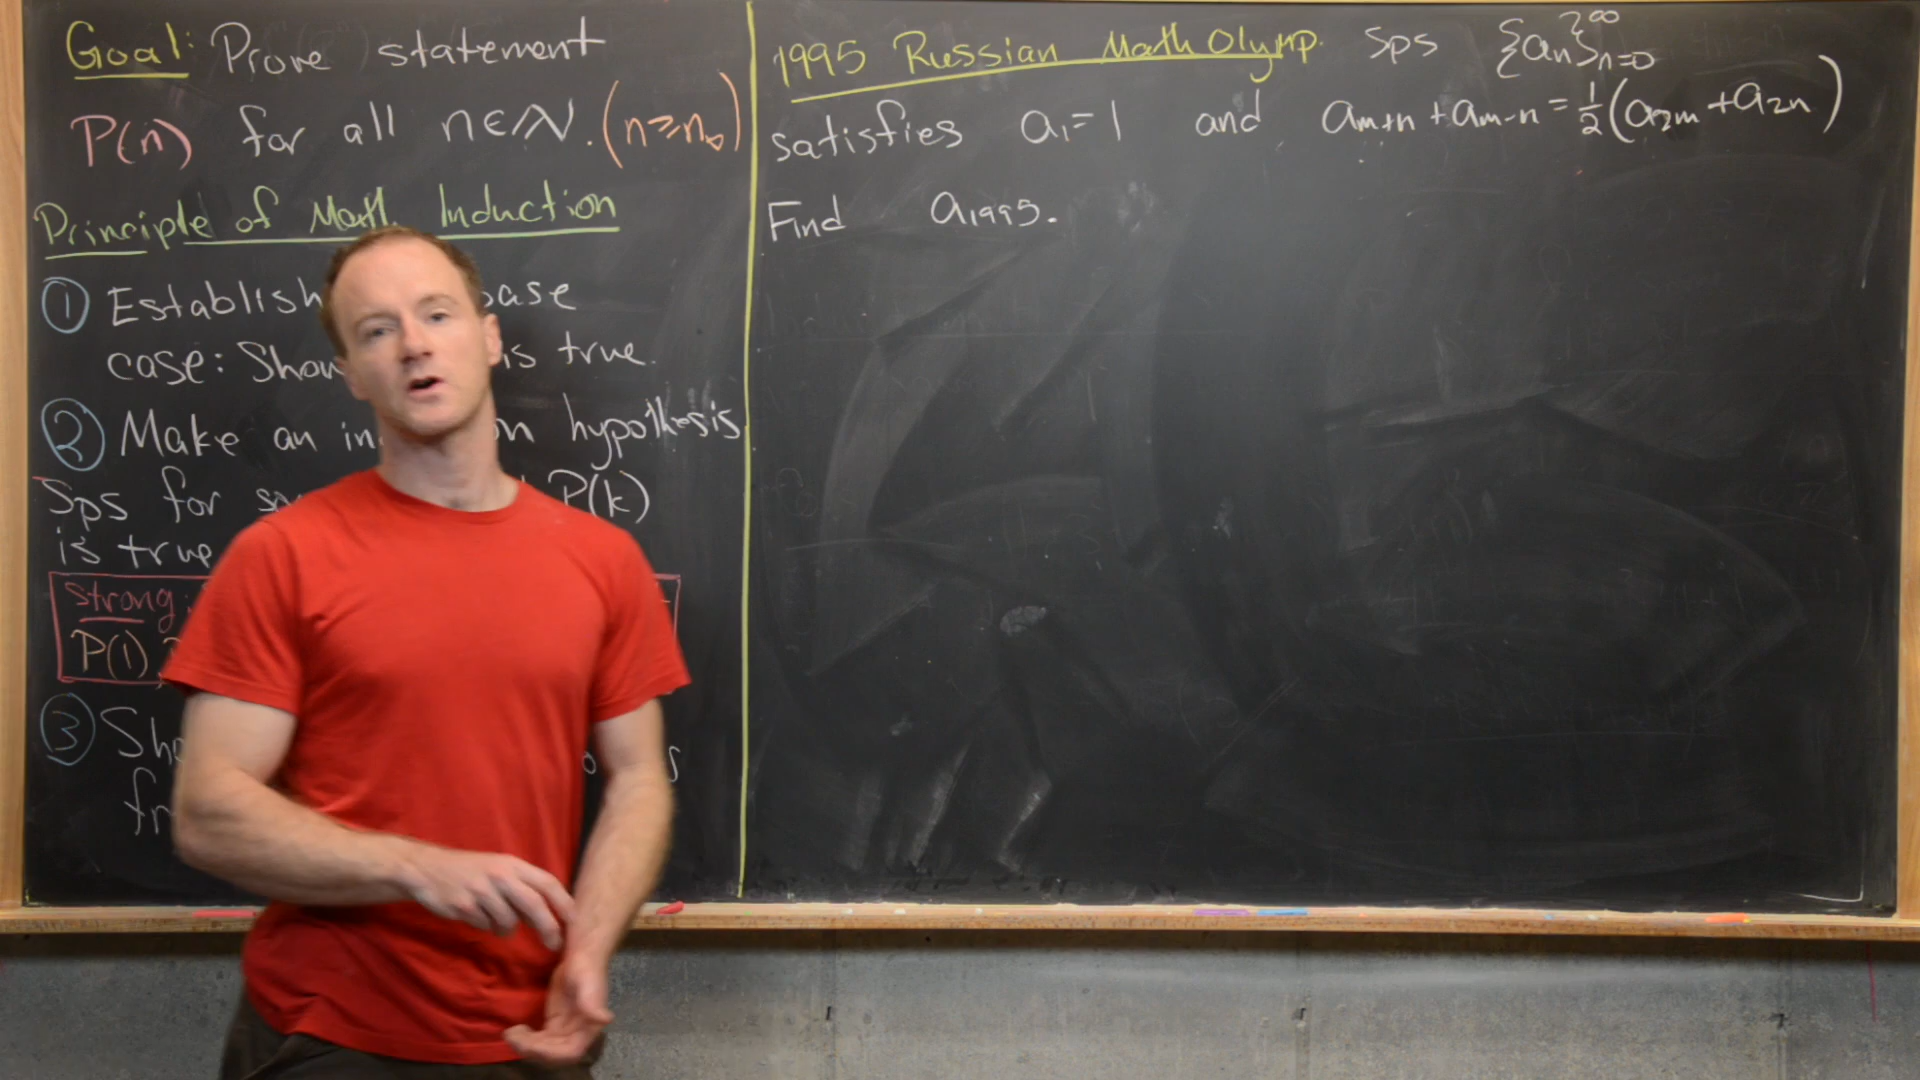 Goal: Prove statement
P(n) for all n∈ℕ. (n≥n₀)
Principle of Math. Induction
① Establish base
case: Show is true.
② Make an hypothesis
Sps for P(k)
is true
Strong:
P(1)
③
1995 Russian Math Olymp. Sps {aₙ}ₙ₌₀^∞
satisfies a₁=1 and aₘ₊ₙ + aₘ₋ₙ = ½(a₂ₘ + a₂ₙ)
Find a₁₉₉₅.